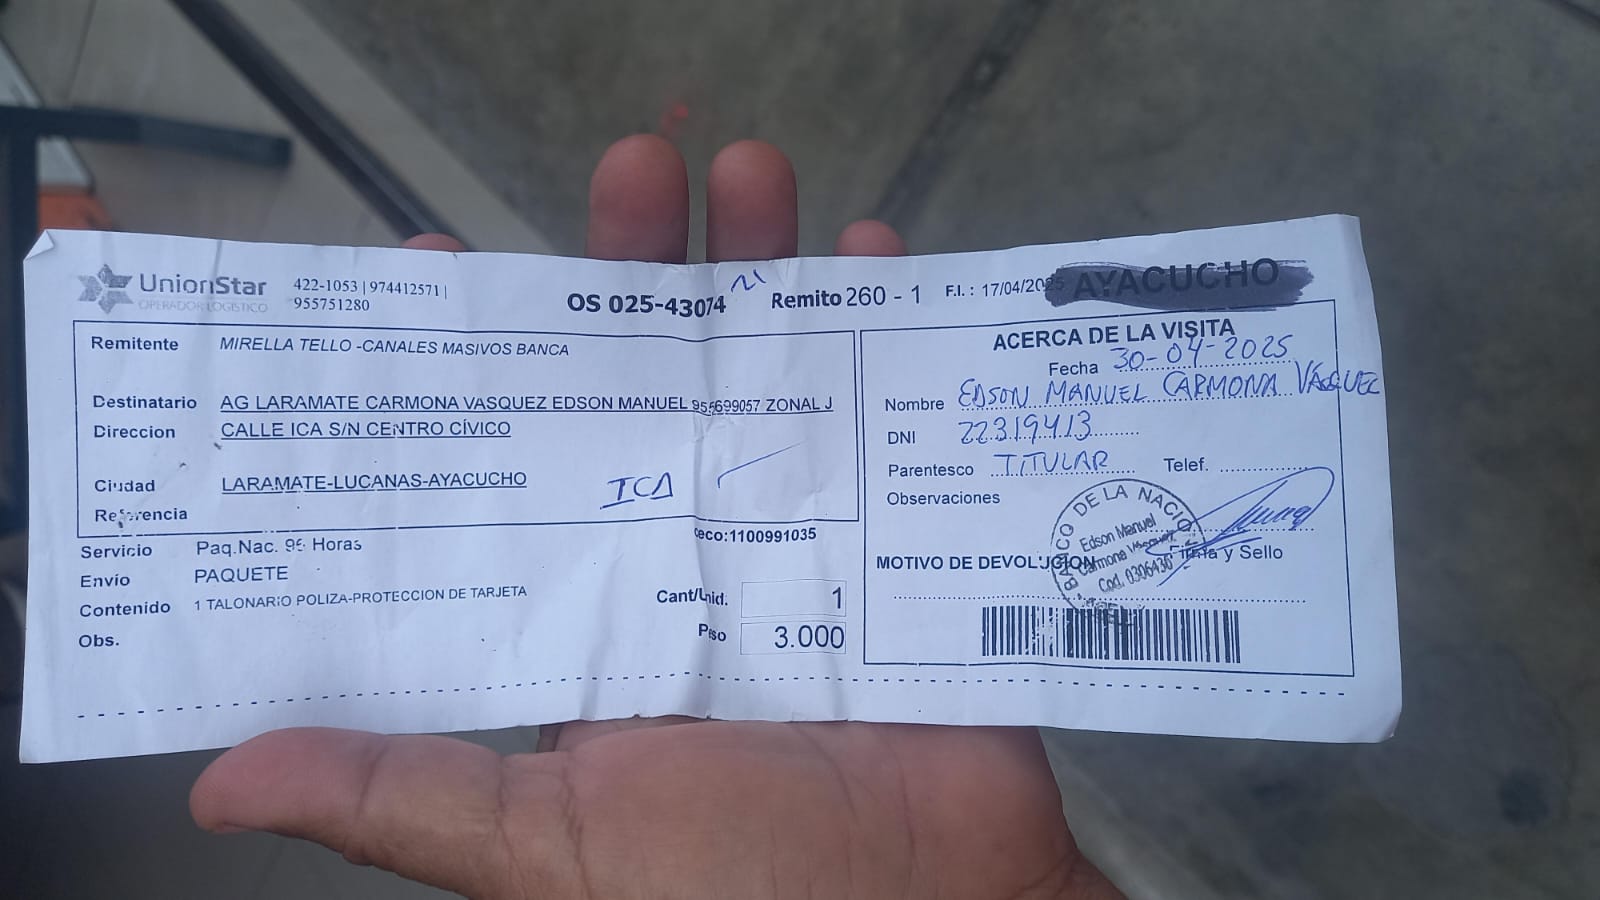 UnionStar
OPERADOR LOGISTICO
422-1053 | 974412571 |
955751280
OS 025-43074
Remito 260 - 1
F.I. : 17/04/2025
AYACUCHO
Remitente MIRELLA TELLO -CANALES MASIVOS BANCA
Destinatario AG LARAMATE CARMONA VASQUEZ EDSON MANUEL 955699057 ZONAL J
Direccion CALLE ICA S/N CENTRO CÍVICO
Ciudad LARAMATE-LUCANAS-AYACUCHO
ICA
Referencia
ceco:1100991035
Servicio Paq.Nac. 96 Horas
Envío PAQUETE
Contenido 1 TALONARIO POLIZA-PROTECCION DE TARJETA
Obs.
Cant/Unid. 1
Peso 3.000
ACERCA DE LA VISITA
Fecha 30-04-2025
Nombre EDSON MANUEL CARMONA VÁSQUEZ
DNI 22319413
Parentesco TITULAR Telef.
Observaciones
BANCO DE LA NACION
Edson Manuel
Carmona Vásquez
Cod. 0306430
Firma y Sello
MOTIVO DE DEVOLUCION